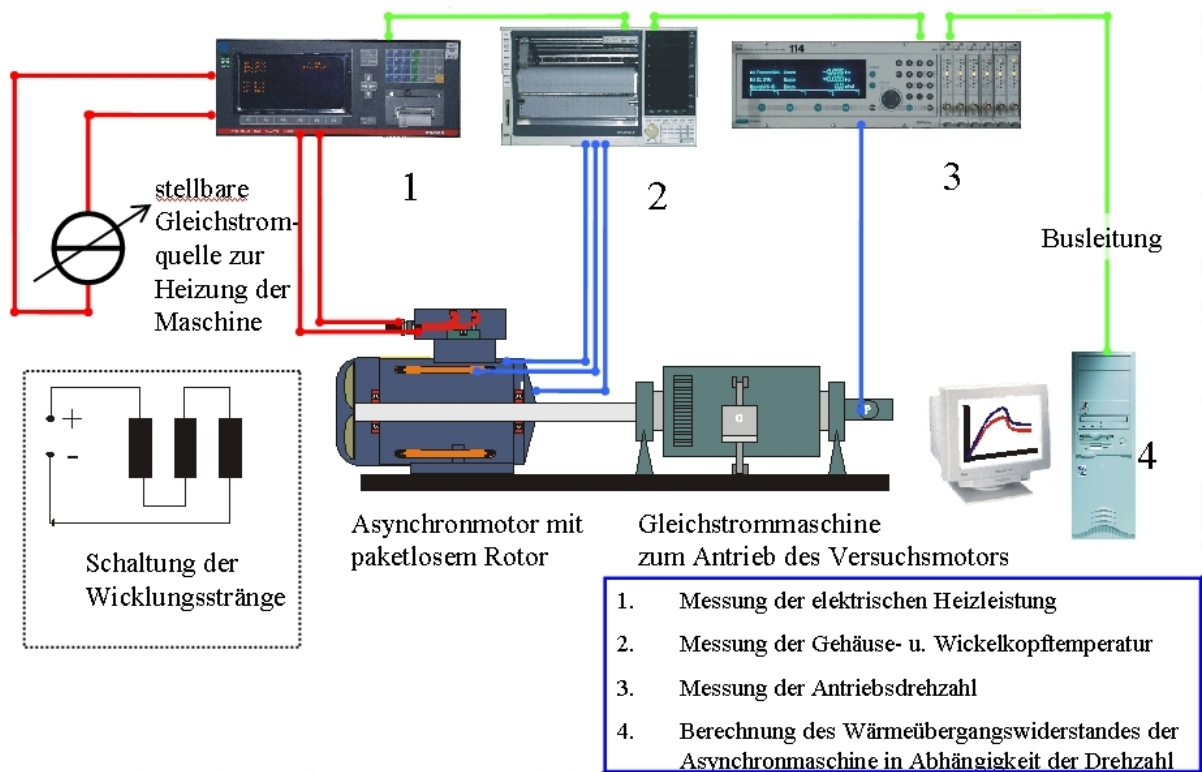 114
1
2
3
stellbare
Gleichstrom-
quelle zur
Heizung der
Maschine
Busleitung
+
-
Schaltung der
Wicklungsstränge
G
P
4
Asynchronmotor mit
paketlosem Rotor
Gleichstrommaschine
zum Antrieb des Versuchsmotors
1. Messung der elektrischen Heizleistung
2. Messung der Gehäuse- u. Wickelkopftemperatur
3. Messung der Antriebsdrehzahl
4 Berechnung des Wärmeübergangswiderstandes der
Asynchronmaschine in Abhängigkeit der Drehzahl